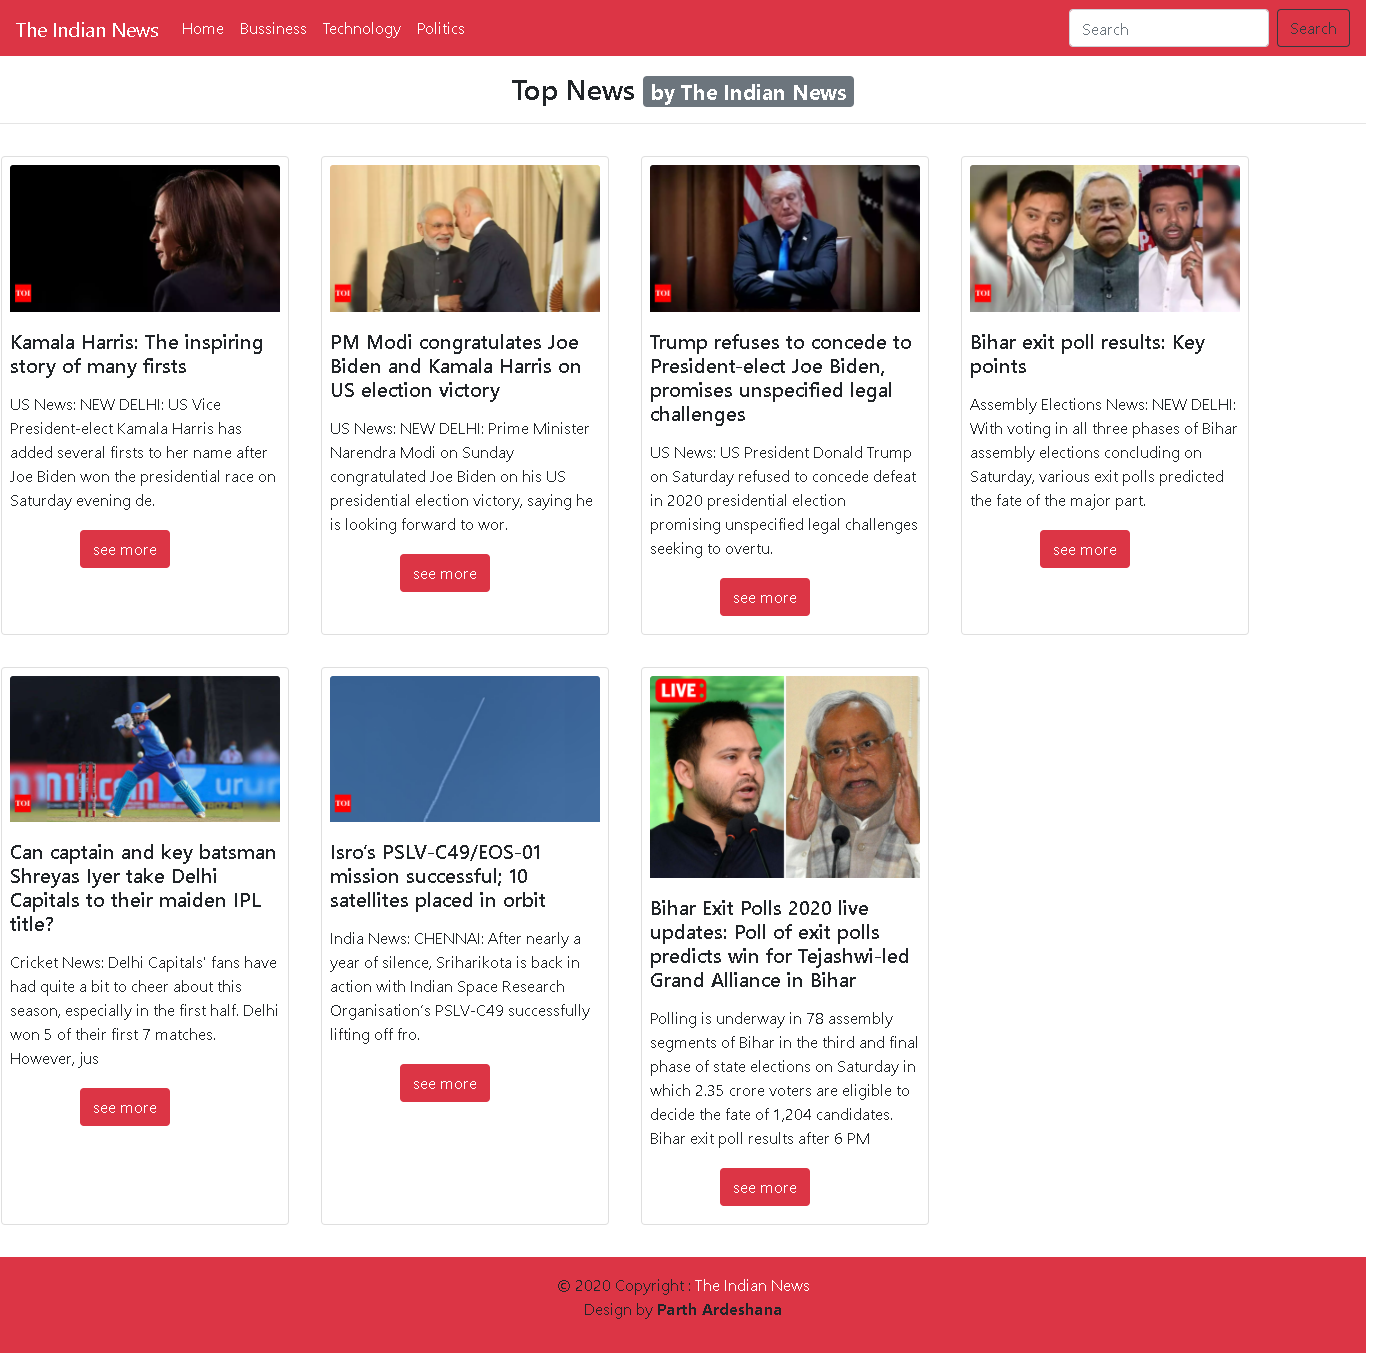 The Indian News Home Bussiness Technology Politics Search Search
Top News by The Indian News
TOI
Kamala Harris: The inspiring
story of many firsts
US News: NEW DELHI: US Vice
President-elect Kamala Harris has
added several firsts to her name after
Joe Biden won the presidential race on
Saturday evening de.
see more
TOI
PM Modi congratulates Joe
Biden and Kamala Harris on
US election victory
US News: NEW DELHI: Prime Minister
Narendra Modi on Sunday
congratulated Joe Biden on his US
presidential election victory, saying he
is looking forward to wor.
see more
TOI
Trump refuses to concede to
President-elect Joe Biden,
promises unspecified legal
challenges
US News: US President Donald Trump
on Saturday refused to concede defeat
in 2020 presidential election
promising unspecified legal challenges
seeking to overtu.
see more
TOI
Bihar exit poll results: Key
points
Assembly Elections News: NEW DELHI:
With voting in all three phases of Bihar
assembly elections concluding on
Saturday, various exit polls predicted
the fate of the major part.
see more
TOI
Can captain and key batsman
Shreyas Iyer take Delhi
Capitals to their maiden IPL
title?
Cricket News: Delhi Capitals' fans have
had quite a bit to cheer about this
season, especially in the first half. Delhi
won 5 of their first 7 matches.
However, jus
see more
TOI
Isro's PSLV-C49/EOS-01
mission successful; 10
satellites placed in orbit
India News: CHENNAI: After nearly a
year of silence, Sriharikota is back in
action with Indian Space Research
Organisation's PSLV-C49 successfully
lifting off fro.
see more
LIVE:
Bihar Exit Polls 2020 live
updates: Poll of exit polls
predicts win for Tejashwi-led
Grand Alliance in Bihar
Polling is underway in 78 assembly
segments of Bihar in the third and final
phase of state elections on Saturday in
which 2.35 crore voters are eligible to
decide the fate of 1,204 candidates.
Bihar exit poll results after 6 PM
see more
© 2020 Copyright : The Indian News
Design by Parth Ardeshana